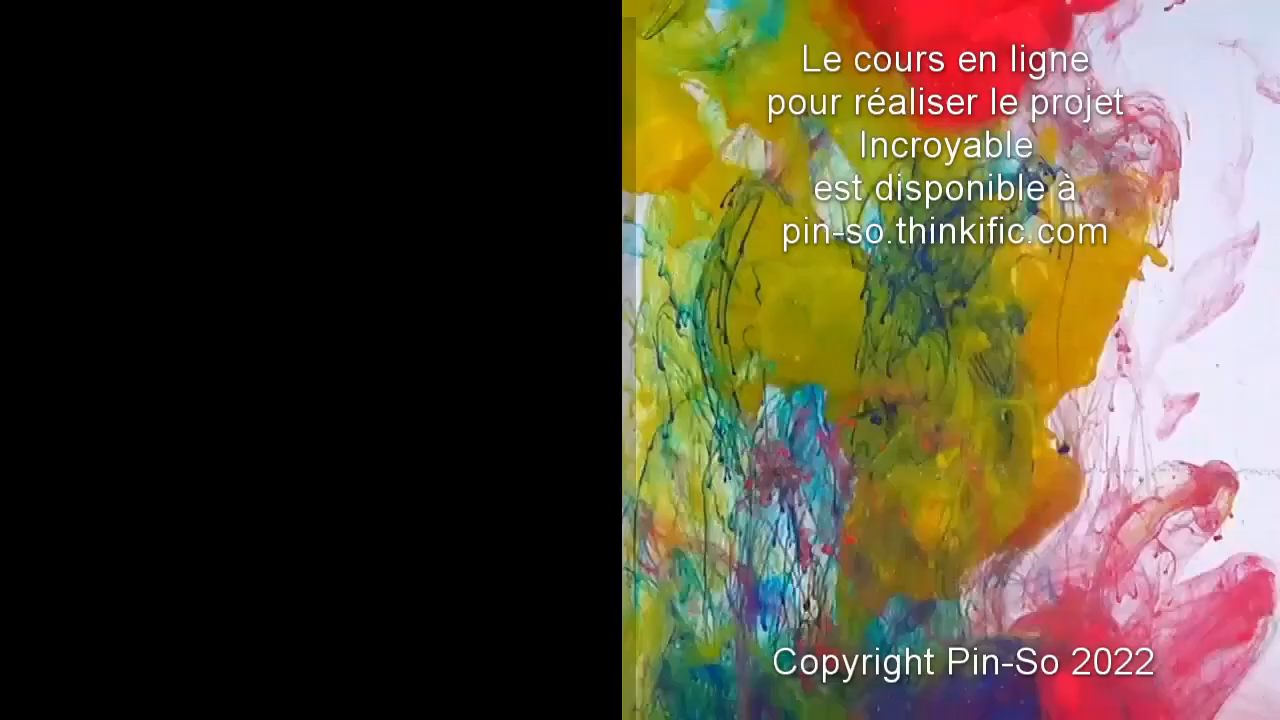 Le cours en ligne
pour réaliser le projet
Incroyable
est disponible à
pin-so.thinkific.com
Copyright Pin-So 2022